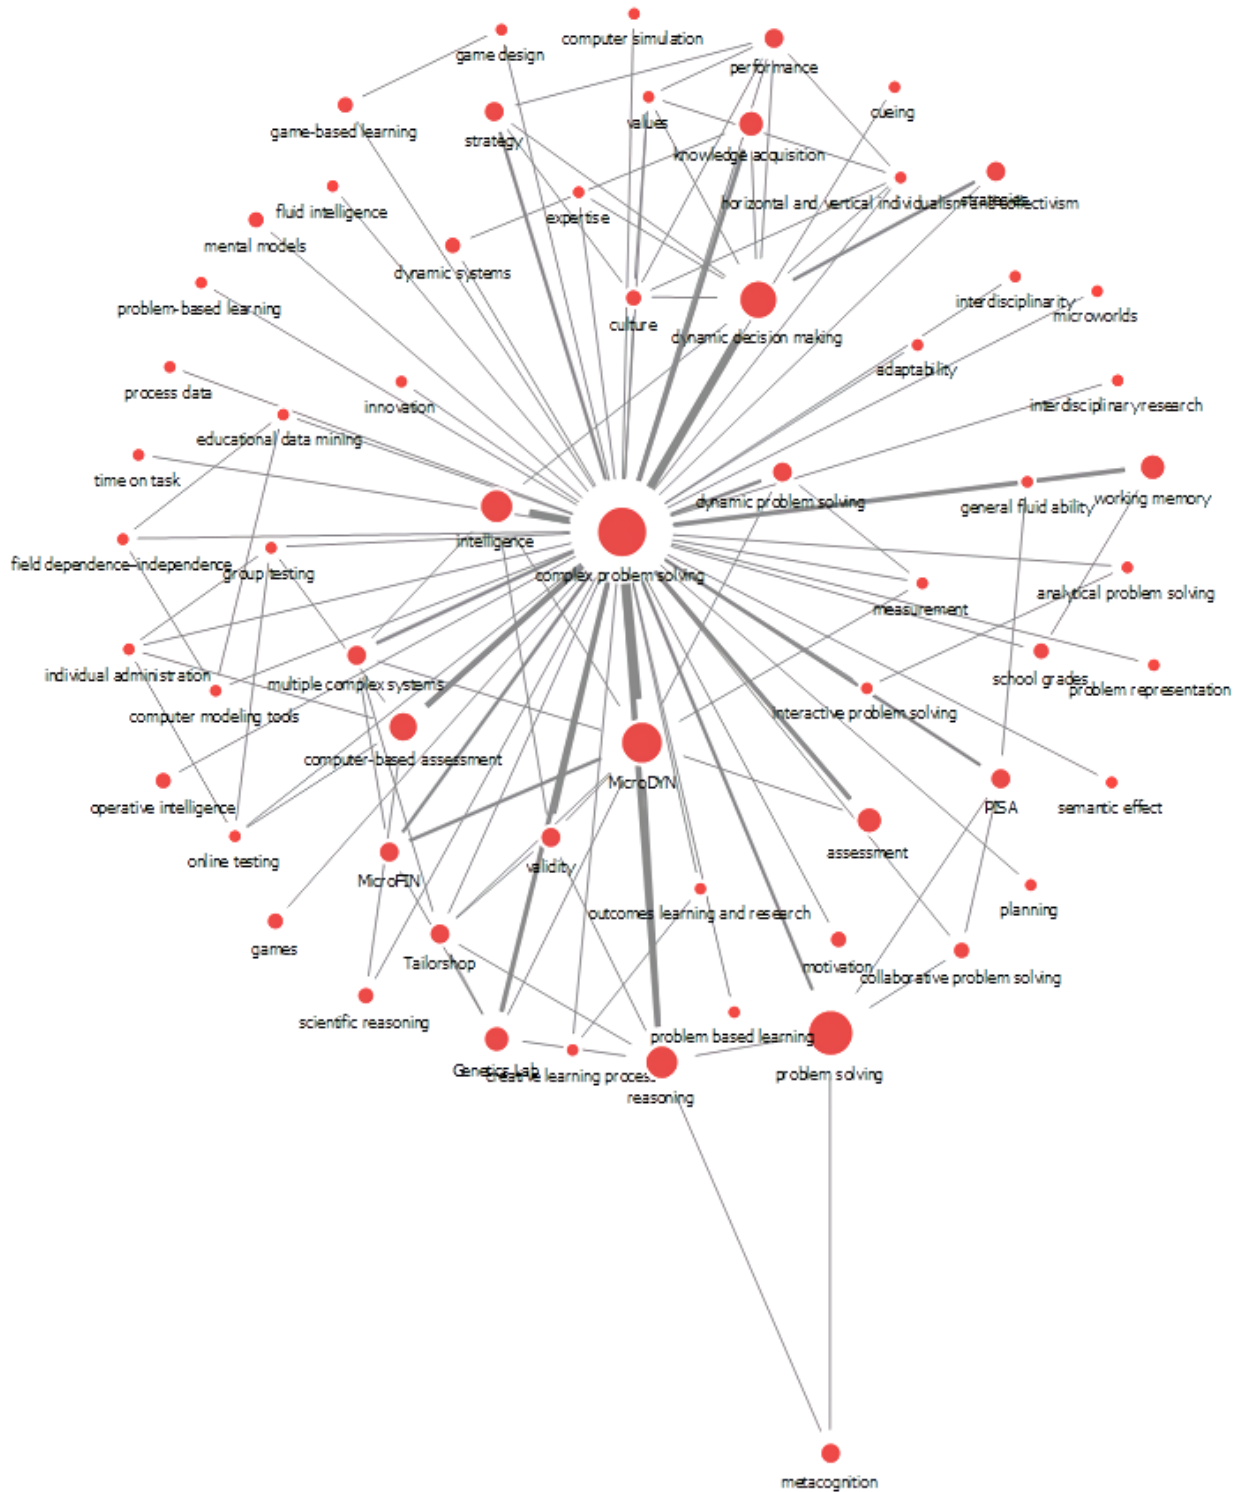 computer simulation
game design
performance
cueing
values
game-based learning
strategy
knowledge acquisition
horizontal and vertical individualism and collectivism
strategies
fluid intelligence
expertise
mental models
dynamic systems
interdisciplinarity
problem-based learning
microworlds
culture
dynamic decision making
adaptability
process data
innovation
interdisciplinary research
educational data mining
time on task
dynamic problem solving
general fluid ability
working memory
intelligence
field dependence-independence
group testing
complex problem solving
analytical problem solving
measurement
individual administration
multiple complex systems
school grades
problem representation
computer modeling tools
interactive problem solving
computer-based assessment
MicroDYN
operative intelligence
PISA
semantic effect
online testing
assessment
MicroFIN
validity
outcomes learning and research
planning
games
Tailorshop
motivation
collaborative problem solving
scientific reasoning
problem based learning
Genetics Lab
creative learning process
problem solving
reasoning
metacognition